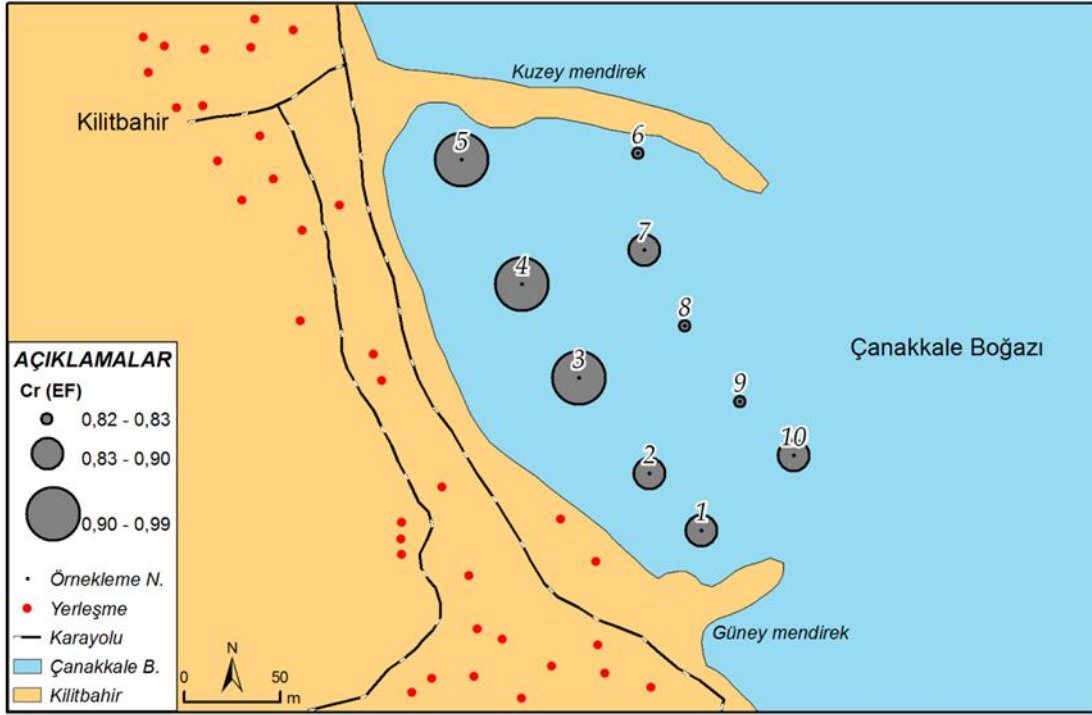 Kuzey mendirek
Kilitbahir
5
6
7
4
8
Çanakkale Boğazı
3
9
10
2
1
Güney mendirek
AÇIKLAMALAR
Cr (EF)
0,82 - 0,83
0,83 - 0,90
0,90 - 0,99
Örnekleme N.
Yerleşme
Karayolu
Çanakkale B.
Kilitbahir
N
0 50
m